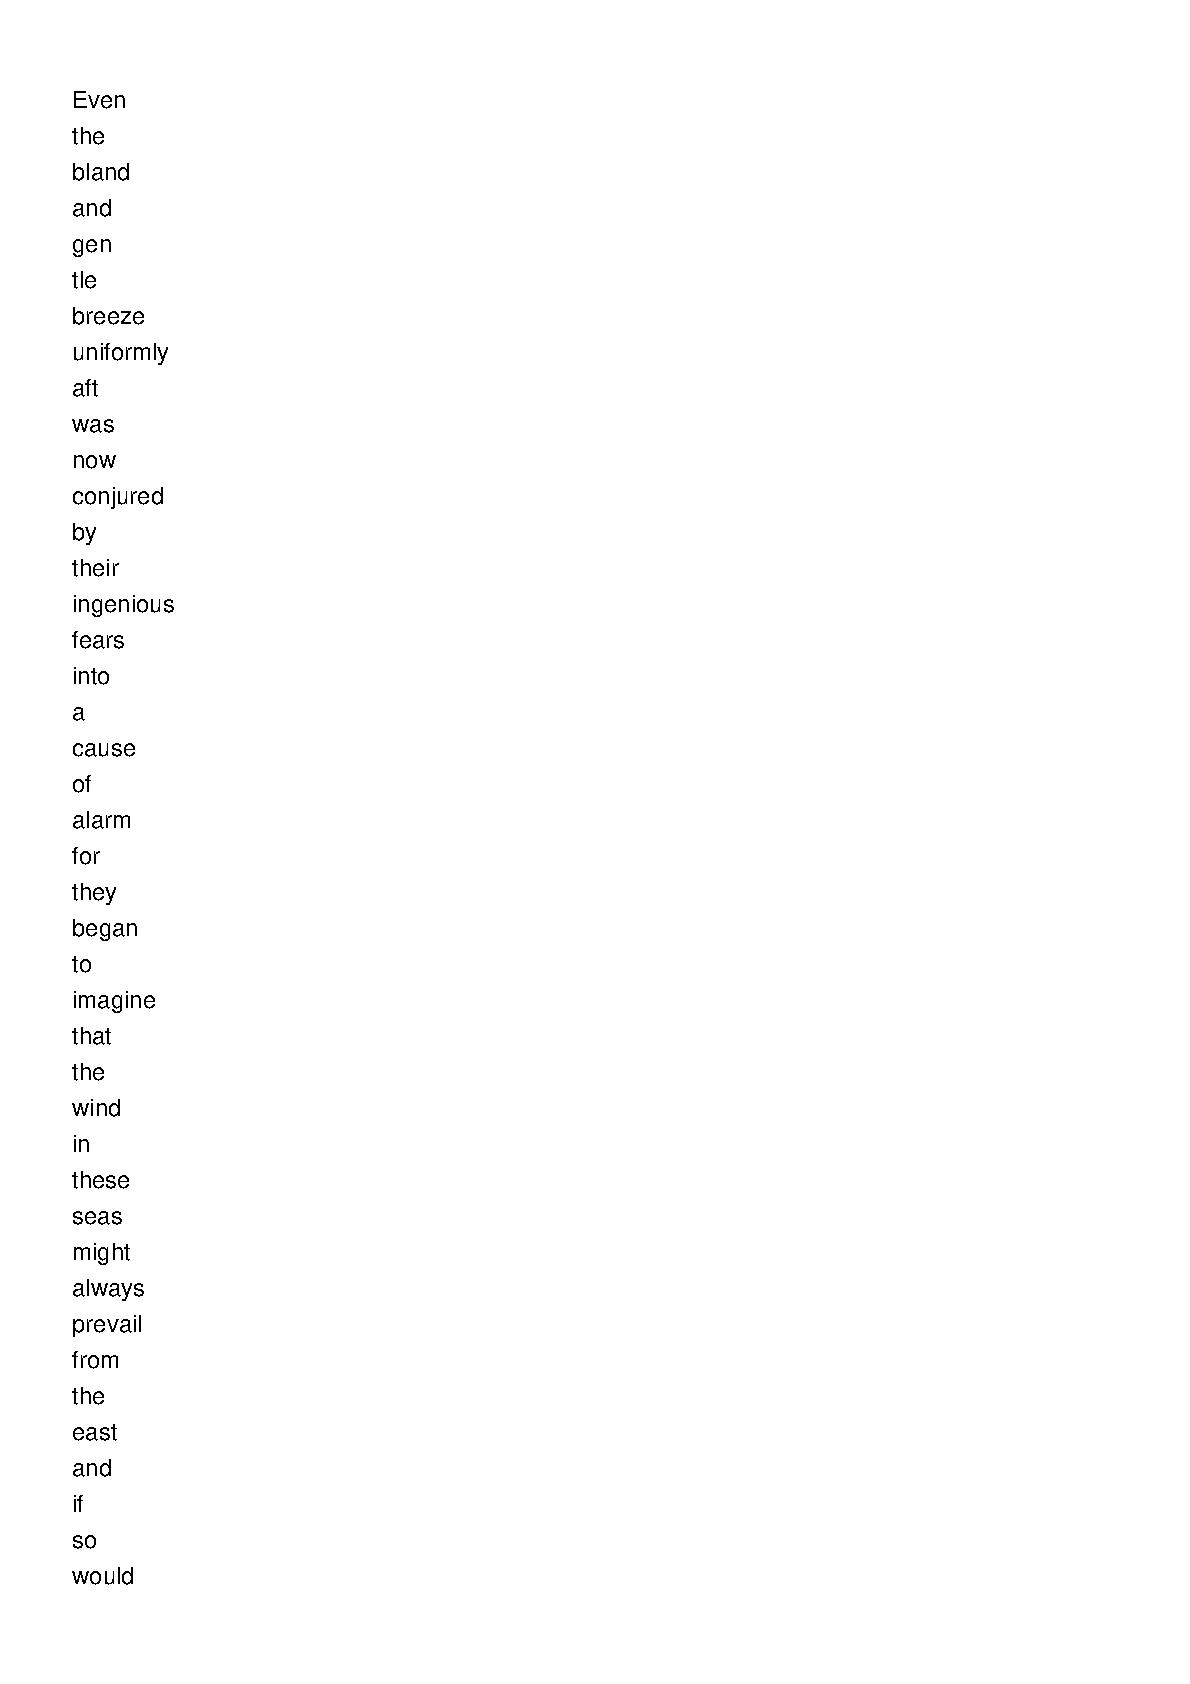 Even
the
bland
and
gen
tle
breeze
uniformly
aft
was
now
conjured
by
their
ingenious
fears
into
a
cause
of
alarm
for
they
began
to
imagine
that
the
wind
in
these
seas
might
always
prevail
from
the
east
and
if
so
would